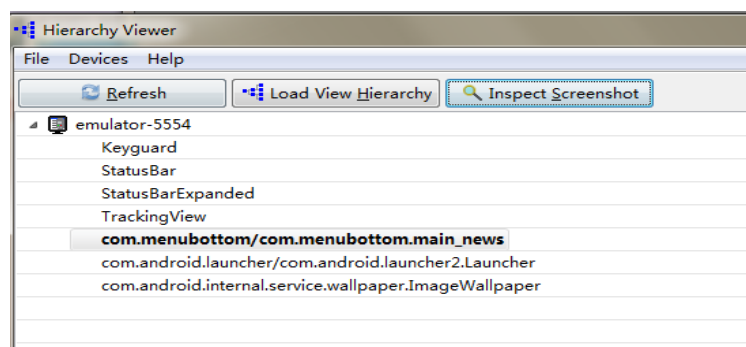 Hierarchy Viewer
File Devices Help
Refresh Load View Hierarchy Inspect Screenshot
emulator-5554
Keyguard
StatusBar
StatusBarExpanded
TrackingView
com.menubottom/com.menubottom.main_news
com.android.launcher/com.android.launcher2.Launcher
com.android.internal.service.wallpaper.ImageWallpaper